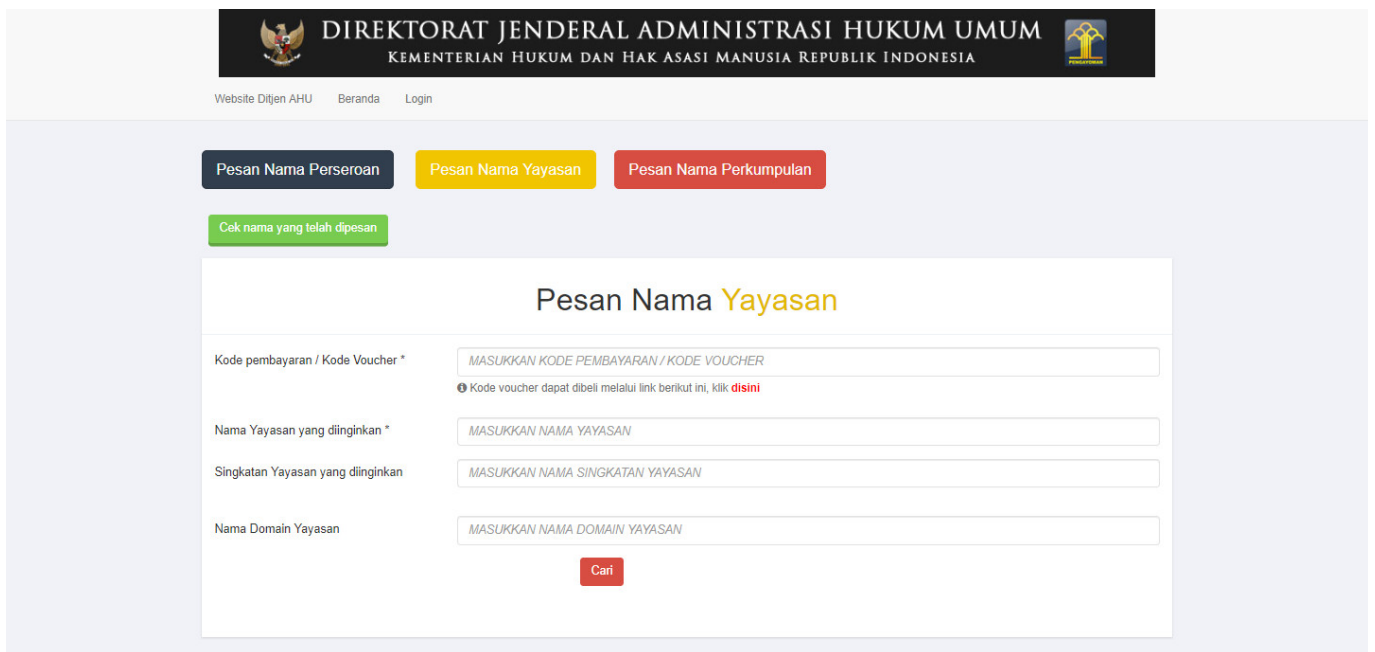 DIREKTORAT JENDERAL ADMINISTRASI HUKUM UMUM
KEMENTERIAN HUKUM DAN HAK ASASI MANUSIA REPUBLIK INDONESIA
PENGAYOMAN
Website Ditjen AHU Beranda Login
Pesan Nama Perseroan Pesan Nama Yayasan Pesan Nama Perkumpulan
Cek nama yang telah dipesan
Pesan Nama Yayasan
Kode pembayaran / Kode Voucher * MASUKKAN KODE PEMBAYARAN / KODE VOUCHER
Kode voucher dapat dibeli melalui link berikut ini, klik disini
Nama Yayasan yang diinginkan * MASUKKAN NAMA YAYASAN
Singkatan Yayasan yang diinginkan MASUKKAN NAMA SINGKATAN YAYASAN
Nama Domain Yayasan MASUKKAN NAMA DOMAIN YAYASAN
Cari